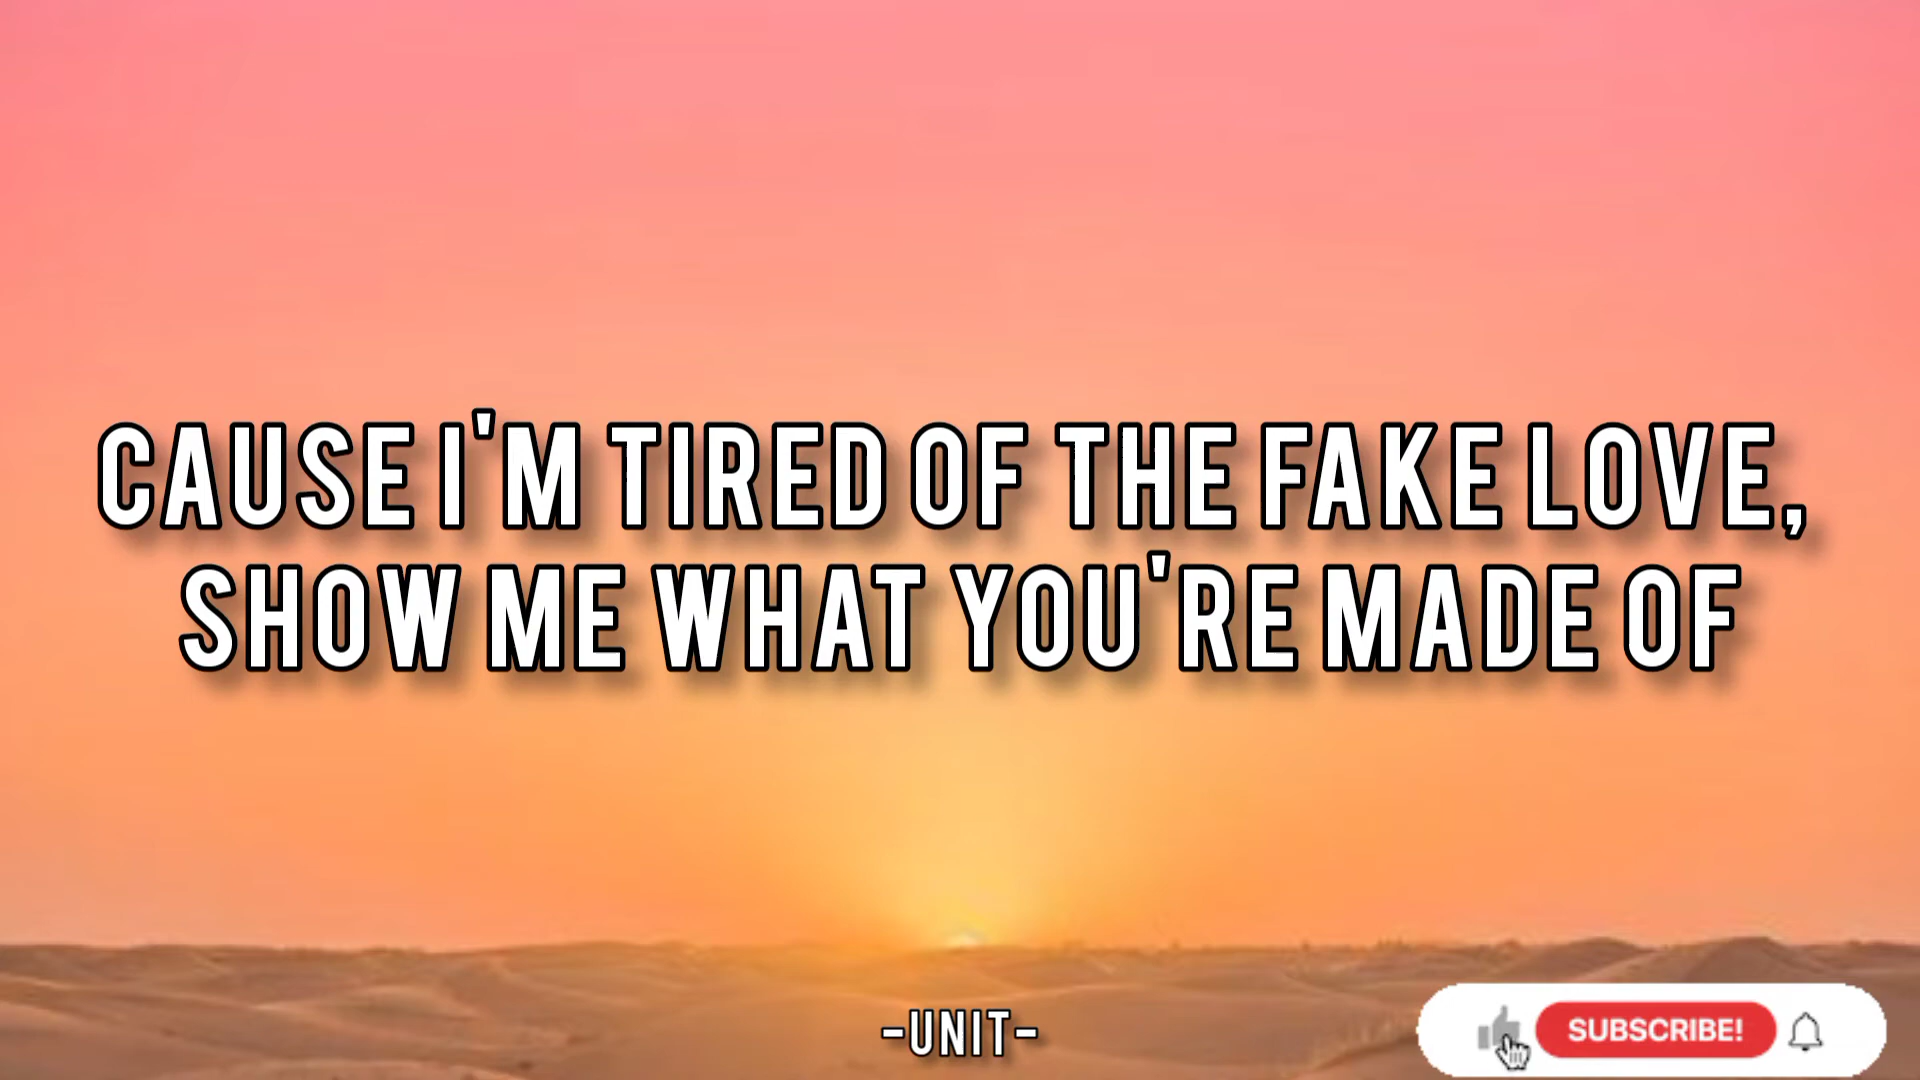 CAUSE I'M TIRED OF THE FAKE LOVE,
SHOW ME WHAT YOU'RE MADE OF
-UNIT-
SUBSCRIBE!